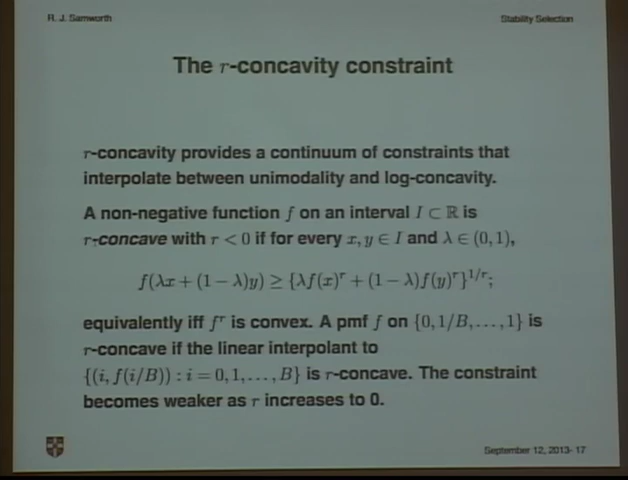 R. J. Samworth
Stability Selection
The r-concavity constraint
r-concavity provides a continuum of constraints that
interpolate between unimodality and log-concavity.
A non-negative function f on an interval I ⊂ ℝ is
r-concave with r < 0 if for every x, y ∈ I and λ ∈ (0, 1),
f(λx + (1 − λ)y) ≥ {λf(x)^r + (1 − λ)f(y)^r}^{1/r};
equivalently iff f^r is convex. A pmf f on {0, 1/B, . . . , 1} is
r-concave if the linear interpolant to
{(i, f(i/B)) : i = 0, 1, . . . , B} is r-concave. The constraint
becomes weaker as r increases to 0.
September 12, 2013- 17